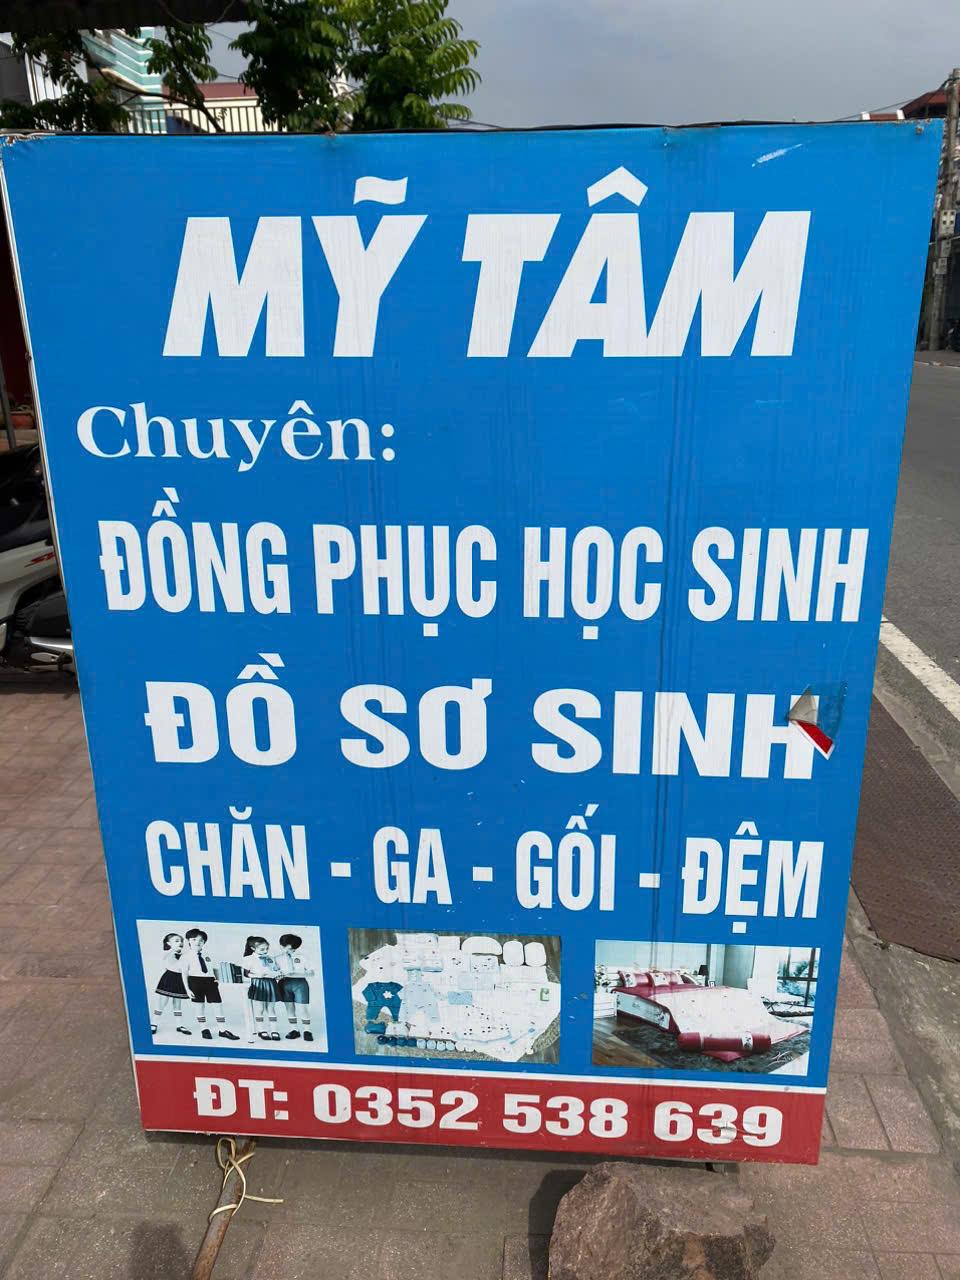 MỸ TÂM
Chuyên:
ĐỒNG PHỤC HỌC SINH
ĐỒ SƠ SINH
CHĂN - GA - GỐI - ĐỆM
ĐT: 0352 538 639